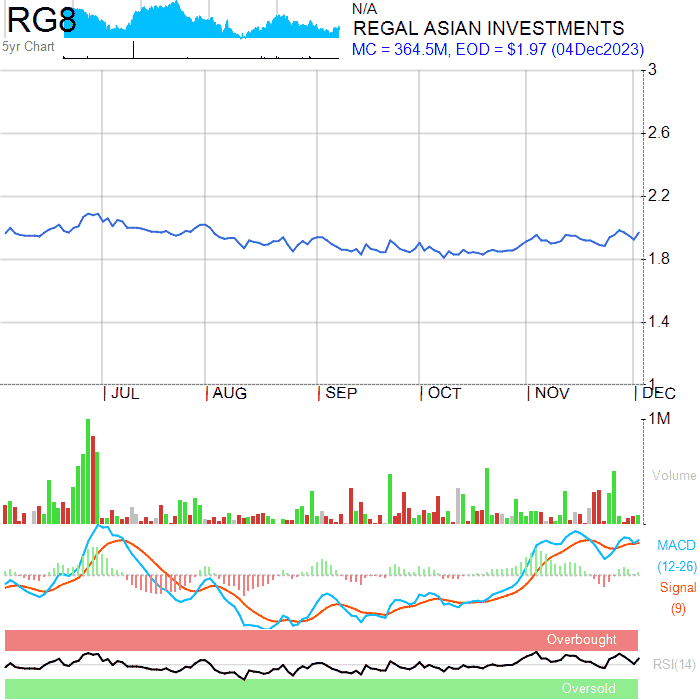 RG8
5yr Chart
N/A
REGAL ASIAN INVESTMENTS
MC = 364.5M, EOD = $1.97 (04Dec2023)
3
2.6
2.2
1.8
1.4
1
JUL AUG SEP OCT NOV DEC
1M
Volume
MACD
(12-26)
Signal
(9)
Overbought
RSI(14)
Oversold